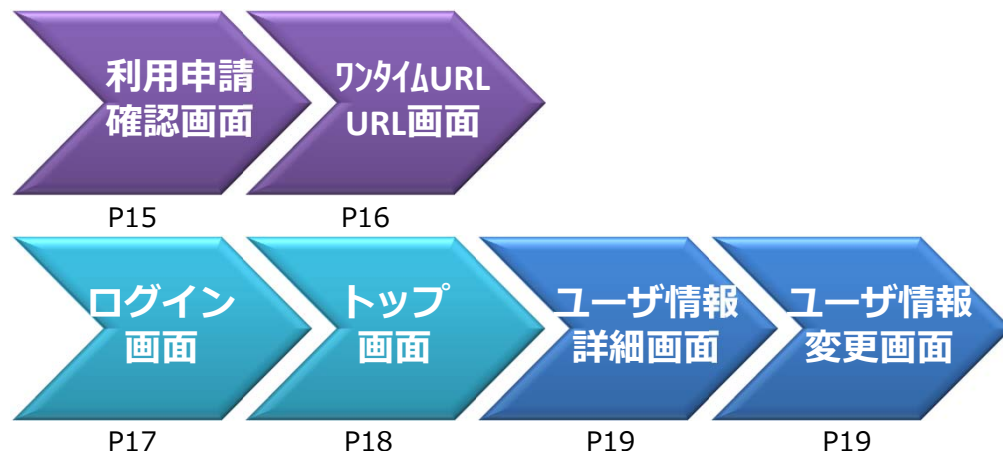 利用申請
確認画面
ﾜﾝﾀｲﾑURL
URL画面
P15
P16
ログイン
画面
トップ
画面
ユーザ情報
詳細画面
ユーザ情報
変更画面
P17
P18
P19
P19